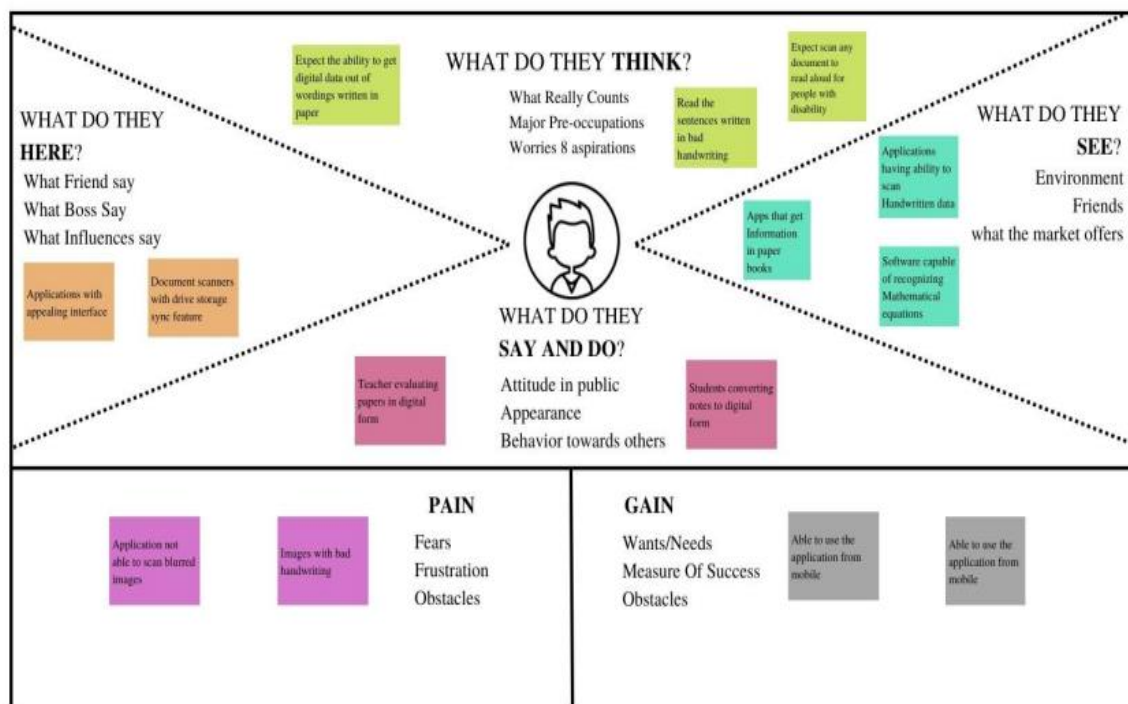 Expect the ability to get
digital data out of
wordings written in
paper
WHAT DO THEY THINK?
What Really Counts
Major Pre-occupations
Worries 8 aspirations
Read the
sentences written
in bad
handwriting
Expect scan any
document to
read aloud for
people with
disability
WHAT DO THEY
HERE?
What Friend say
What Boss Say
What Influences say
Applications with
appealing interface
Document scanners
with drive storage
sync feature
WHAT DO THEY
SEE?
Environment
Friends
what the market offers
Applications
having ability to
scan
Handwritten data
Apps that get
Information
in paper
books
Software capable
of recognizing
Mathematical
equations
WHAT DO THEY
SAY AND DO?
Attitude in public
Appearance
Behavior towards others
Teacher evaluating
papers in digital
form
Students converting
notes to digital
form
PAIN
Fears
Frustration
Obstacles
Application not
able to scan blurred
images
Images with bad
handwriting
GAIN
Wants/Needs
Measure Of Success
Obstacles
Able to use the
application from
mobile
Able to use the
application from
mobile